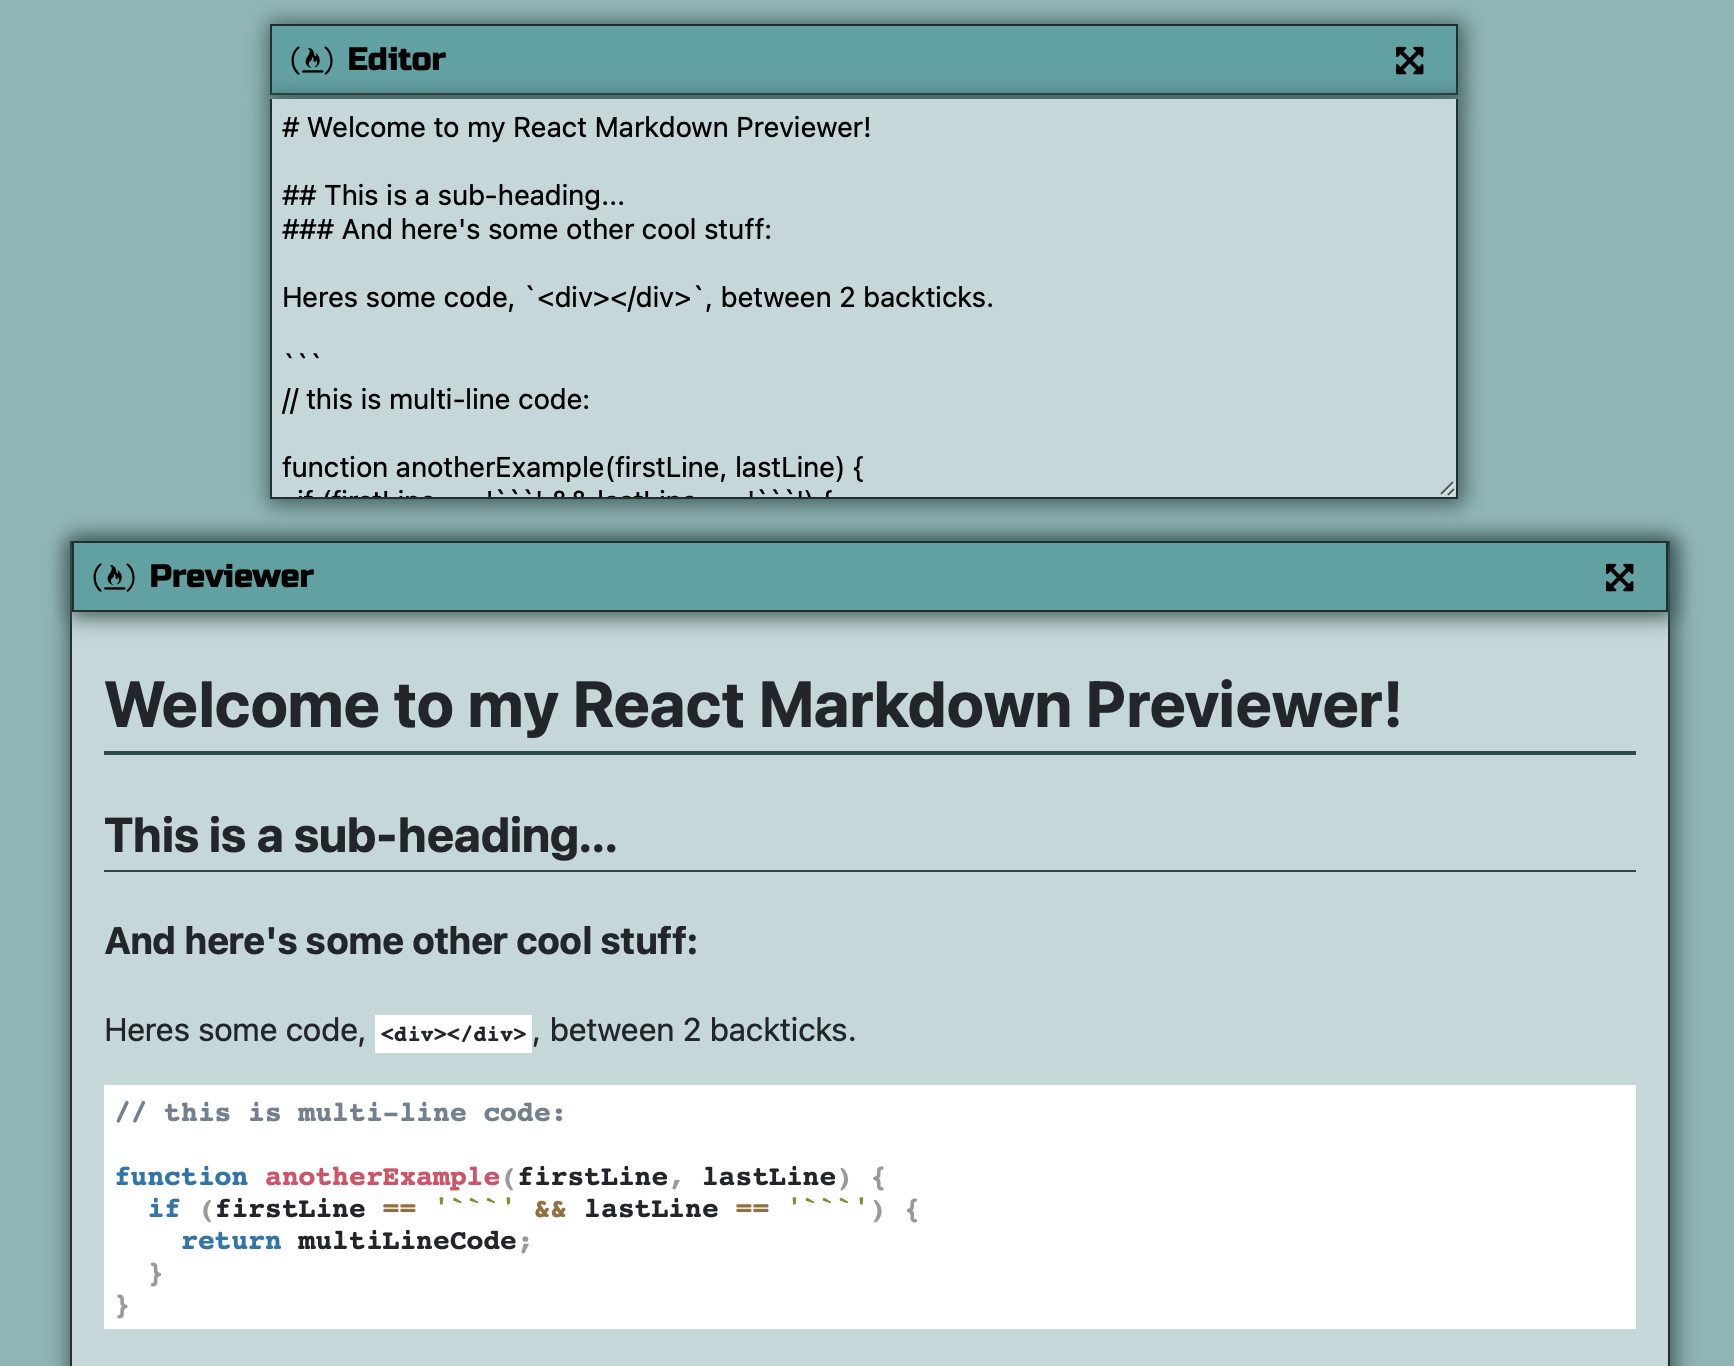 Editor
# Welcome to my React Markdown Previewer!
## This is a sub-heading...
### And here's some other cool stuff:
Heres some code, `<div></div>`, between 2 backticks.
```
// this is multi-line code:
function anotherExample(firstLine, lastLine) {
if (firstLine == '```' && lastLine == '```') {
Previewer
Welcome to my React Markdown Previewer!
This is a sub-heading...
And here's some other cool stuff:
Heres some code, <div></div>, between 2 backticks.
// this is multi-line code:
function anotherExample(firstLine, lastLine) {
  if (firstLine == '```' && lastLine == '```') {
    return multiLineCode;
  }
}